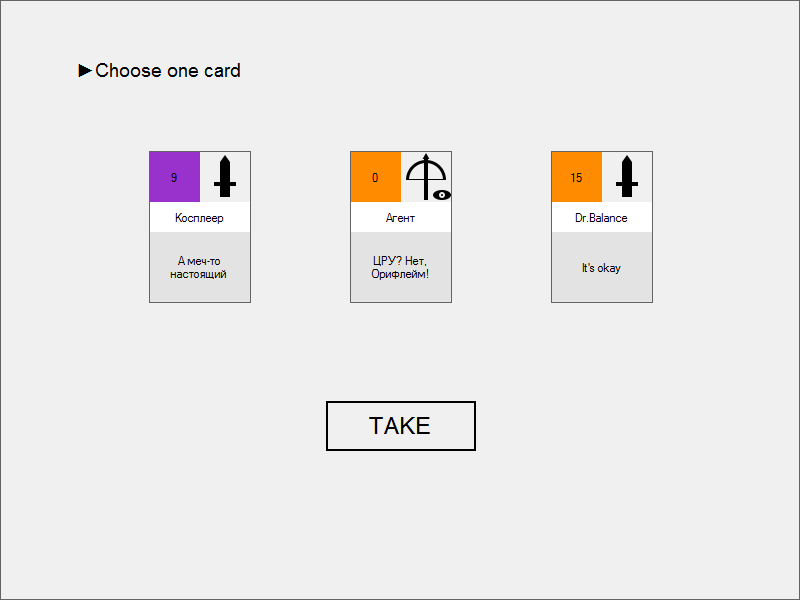 ►Choose one card
9
0
15
Косплеер
Агент
Dr.Balance
А меч-то
настоящий
ЦРУ? Нет,
Орифлейм!
It's okay
TAKE